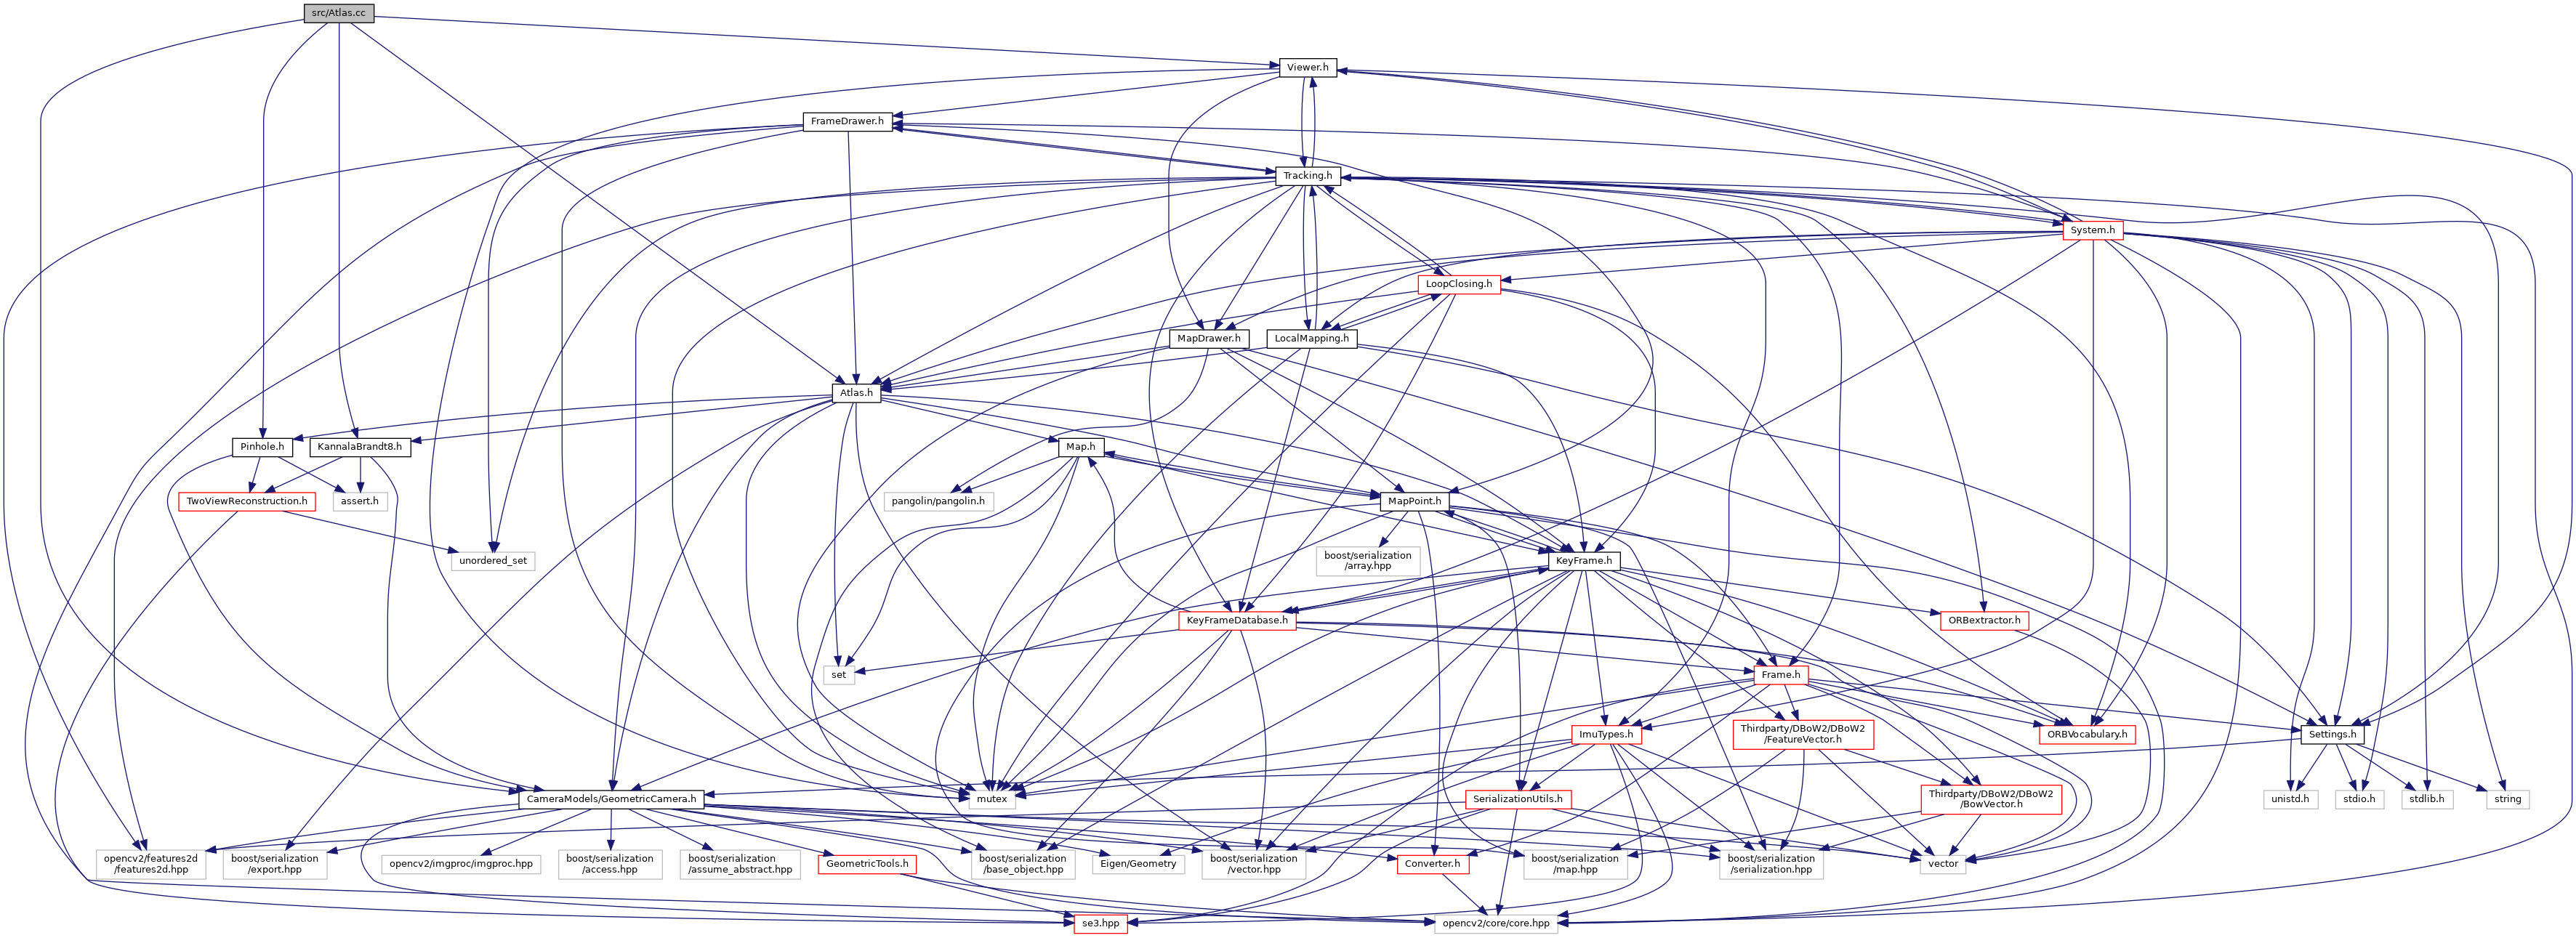 src/Atlas.cc
Viewer.h
FrameDrawer.h
Tracking.h
System.h
LoopClosing.h
MapDrawer.h
LocalMapping.h
Atlas.h
Pinhole.h
KannalaBrandt8.h
Map.h
TwoViewReconstruction.h
assert.h
pangolin/pangolin.h
MapPoint.h
unordered_set
boost/serialization
/array.hpp
KeyFrame.h
KeyFrameDatabase.h
ORBextractor.h
set
Frame.h
ImuTypes.h
Thirdparty/DBoW2/DBoW2
/FeatureVector.h
ORBVocabulary.h
Settings.h
CameraModels/GeometricCamera.h
mutex
SerializationUtils.h
Thirdparty/DBoW2/DBoW2
/BowVector.h
unistd.h
stdio.h
stdlib.h
string
opencv2/features2d
/features2d.hpp
boost/serialization
/export.hpp
opencv2/imgproc/imgproc.hpp
boost/serialization
/access.hpp
boost/serialization
/assume_abstract.hpp
GeometricTools.h
boost/serialization
/base_object.hpp
Eigen/Geometry
boost/serialization
/vector.hpp
Converter.h
boost/serialization
/map.hpp
boost/serialization
/serialization.hpp
vector
se3.hpp
opencv2/core/core.hpp